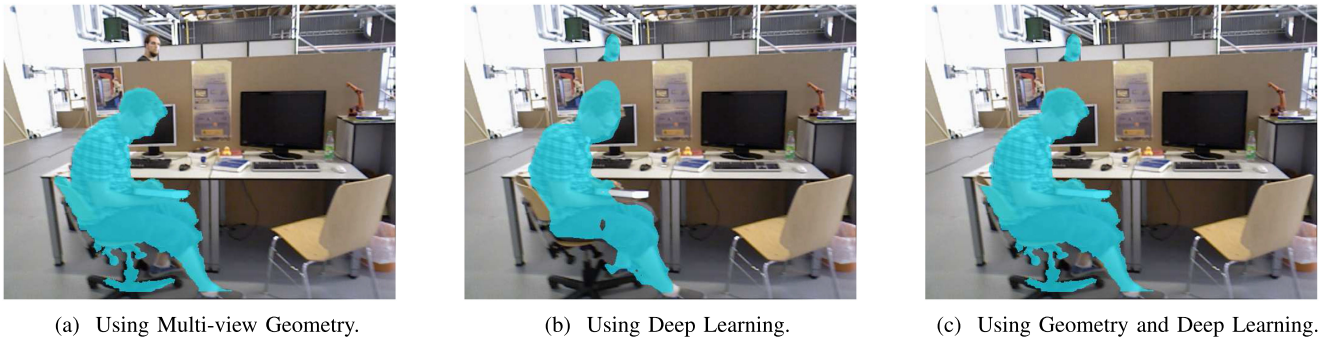 (a) Using Multi-view Geometry.
(b) Using Deep Learning.
(c) Using Geometry and Deep Learning.